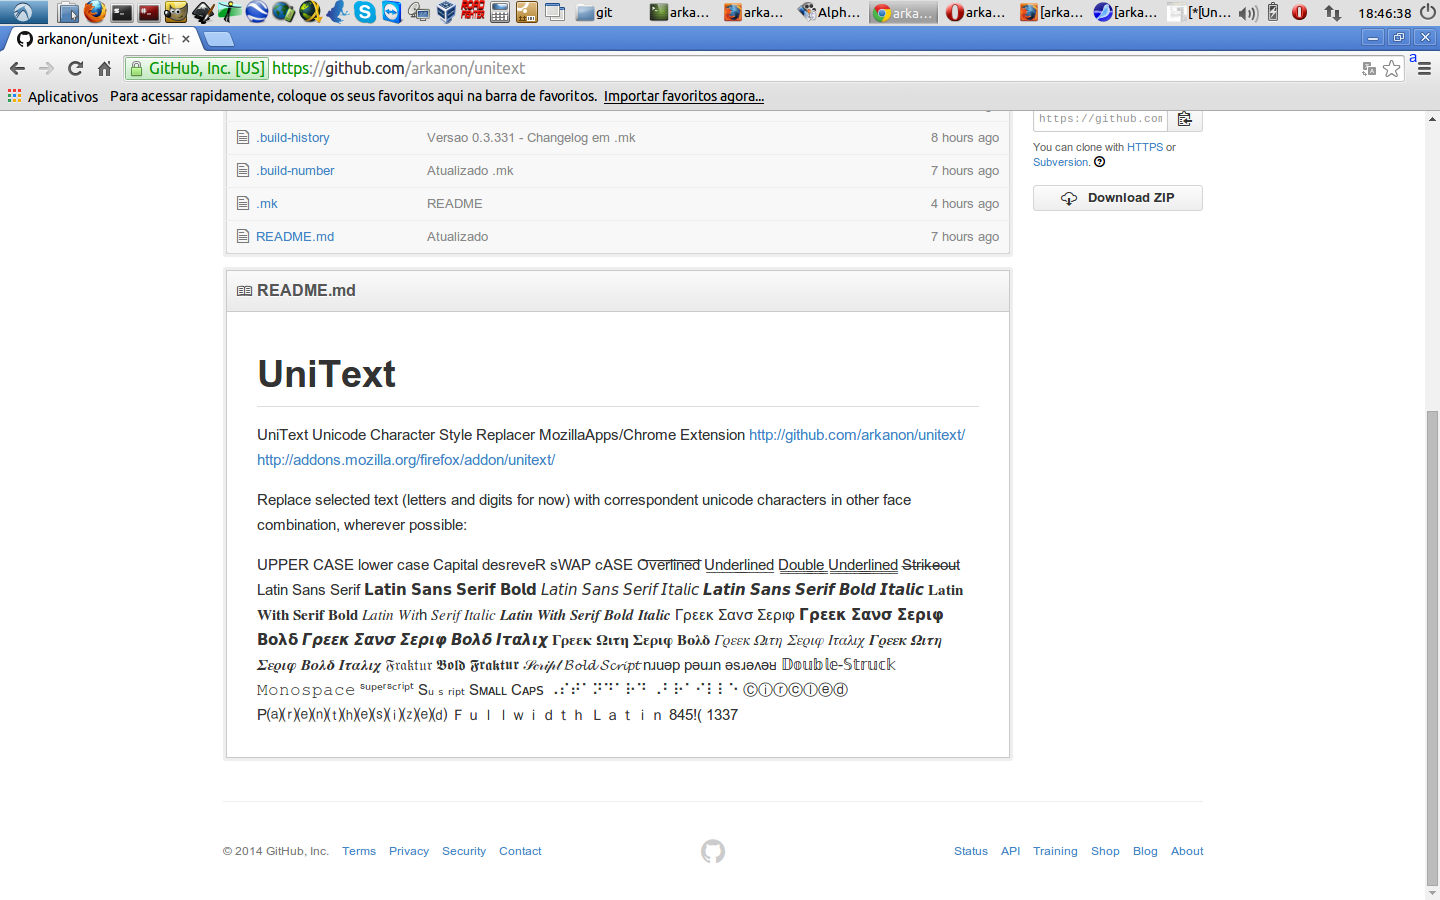 git
arka...
arka...
Alph...
arka...
arka...
[arka...
[arka...
[*[Un...
18:46:38
arkanon/unitext · GitH
GitHub, Inc. [US] https://github.com/arkanon/unitext
a
Aplicativos Para acessar rapidamente, coloque os seus favoritos aqui na barra de favoritos. Importar favoritos agora...
.build-history Versao 0.3.331 - Changelog em .mk 8 hours ago
.build-number Atualizado .mk 7 hours ago
.mk README 4 hours ago
README.md Atualizado 7 hours ago
https://github.com
You can clone with HTTPS or
Subversion.
Download ZIP
README.md
UniText
UniText Unicode Character Style Replacer MozillaApps/Chrome Extension http://github.com/arkanon/unitext/
http://addons.mozilla.org/firefox/addon/unitext/
Replace selected text (letters and digits for now) with correspondent unicode characters in other face
combination, wherever possible:
UPPER CASE lower case Capital desreveR sWAP cASE Overlined Underlined Double Underlined Strikeout
Latin Sans Serif Latin Sans Serif Bold Latin Sans Serif Italic Latin Sans Serif Bold Italic Latin
With Serif Bold Latin With Serif Italic Latin With Serif Bold Italic Γρεεκ Σανσ Σεριφ Γρεεκ Σανσ Σεριφ
Βολδ Γρεεκ Σανσ Σεριφ Βολδ Ιταλιχ Γρεεκ Ωιτη Σεριφ Βολδ Γρεεκ Ωιτη Σεριφ Ιταλιχ Γρεεκ Ωιτη
Σεριφ Βολδ Ιταλιχ 𝔉𝔯𝔞𝔨𝔱𝔲𝔯 𝕭𝖔𝖑𝖉 𝕱𝖗𝖆𝖐𝖙𝖚𝖗 𝒮𝒸𝓇𝒾𝓅𝓉 𝓑𝓸𝓵𝓭 𝓢𝓬𝓻𝓲𝓹𝓽 uʍop ǝpısdn ǝsɹǝʌǝɹ 𝔻𝕠𝕦𝕓𝕝𝕖-𝕊𝕥𝕣𝕦𝕔𝕜
𝙼𝚘𝚗𝚘𝚜𝚙𝚊𝚌𝚎 ˢᵘᵖᵉʳˢᶜʳⁱᵖᵗ Sᵤ ₛ ᵣᵢₚₜ Sᴍᴀʟʟ Cᴀᴘs Ⓒⓘⓡⓒⓛⓔⓓ
P⒜⒭⒠⒩⒯⒣⒠⒮⒤⒵⒠⒟ Ｆｕｌｌｗｉｄｔｈ Ｌａｔｉｎ 845!( 1337
© 2014 GitHub, Inc. Terms Privacy Security Contact
Status API Training Shop Blog About